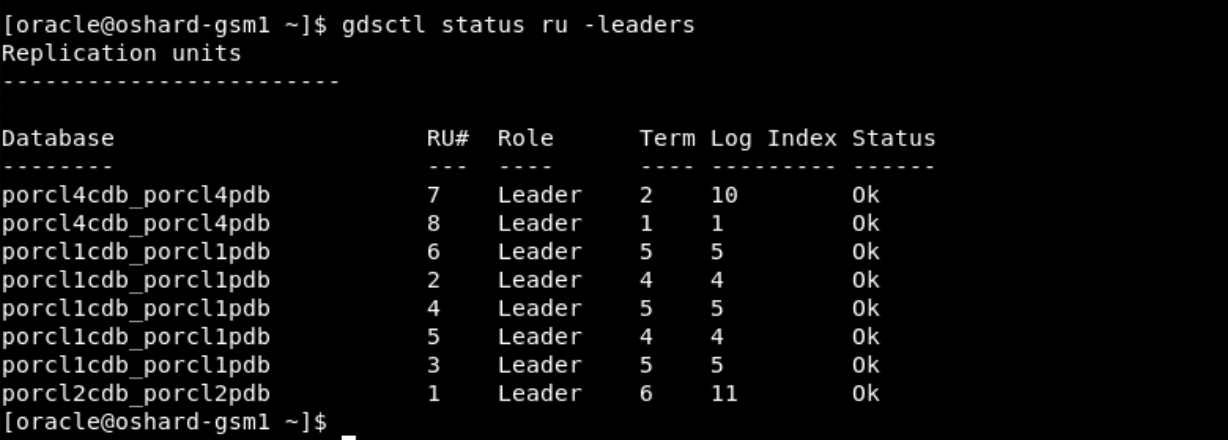 [oracle@oshard-gsm1 ~]$ gdsctl status ru -leaders
Replication units
------------------------

Database                      RU#  Role      Term Log Index Status
--------                      ---  ----      ---- --------- ------
porcl4cdb_porcl4pdb           7    Leader    2    10        Ok
porcl4cdb_porcl4pdb           8    Leader    1    1         Ok
porcl1cdb_porcl1pdb           6    Leader    5    5         Ok
porcl1cdb_porcl1pdb           2    Leader    4    4         Ok
porcl1cdb_porcl1pdb           4    Leader    5    5         Ok
porcl1cdb_porcl1pdb           5    Leader    4    4         Ok
porcl1cdb_porcl1pdb           3    Leader    5    5         Ok
porcl2cdb_porcl2pdb           1    Leader    6    11        Ok
[oracle@oshard-gsm1 ~]$